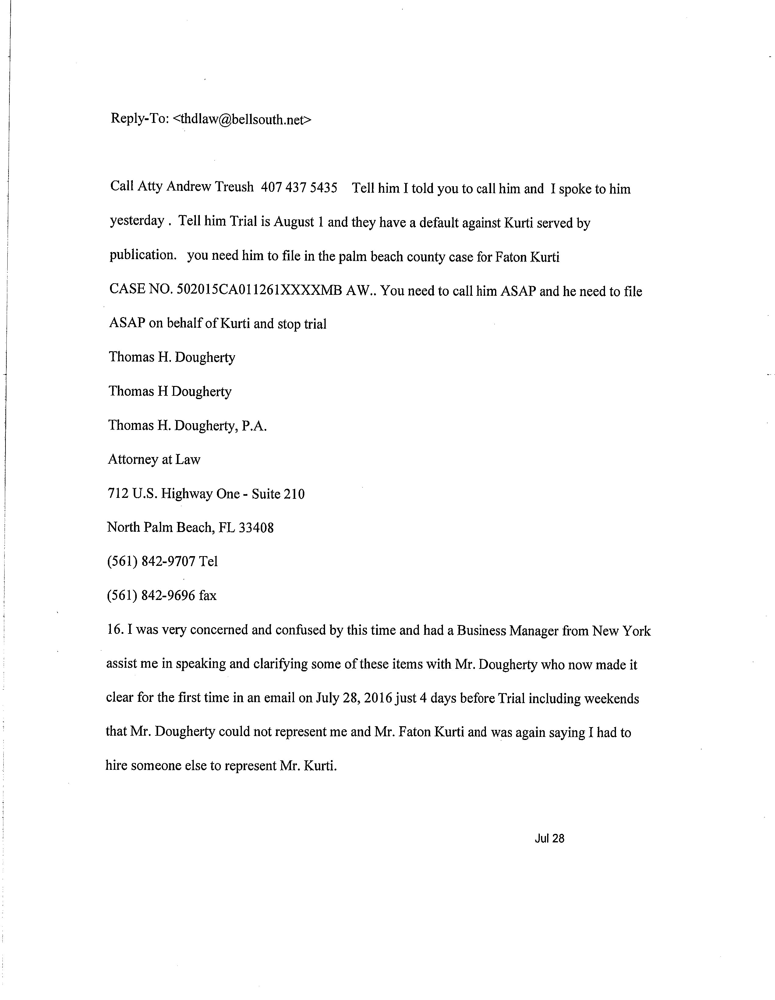 Reply-To: <thdlaw@bellsouth.net>
Call Atty Andrew Treush 407 437 5435 Tell him I told you to call him and I spoke to him
yesterday . Tell him Trial is August 1 and they have a default against Kurti served by
publication. you need him to file in the palm beach county case for Faton Kurti
CASE NO. 502015CA011261XXXXMB AW.. You need to call him ASAP and he need to file
ASAP on behalf of Kurti and stop trial
Thomas H. Dougherty
Thomas H Dougherty
Thomas H. Dougherty, P.A.
Attorney at Law
712 U.S. Highway One - Suite 210
North Palm Beach, FL 33408
(561) 842-9707 Tel
(561) 842-9696 fax
16. I was very concerned and confused by this time and had a Business Manager from New York
assist me in speaking and clarifying some of these items with Mr. Dougherty who now made it
clear for the first time in an email on July 28, 2016 just 4 days before Trial including weekends
that Mr. Dougherty could not represent me and Mr. Faton Kurti and was again saying I had to
hire someone else to represent Mr. Kurti.
Jul 28